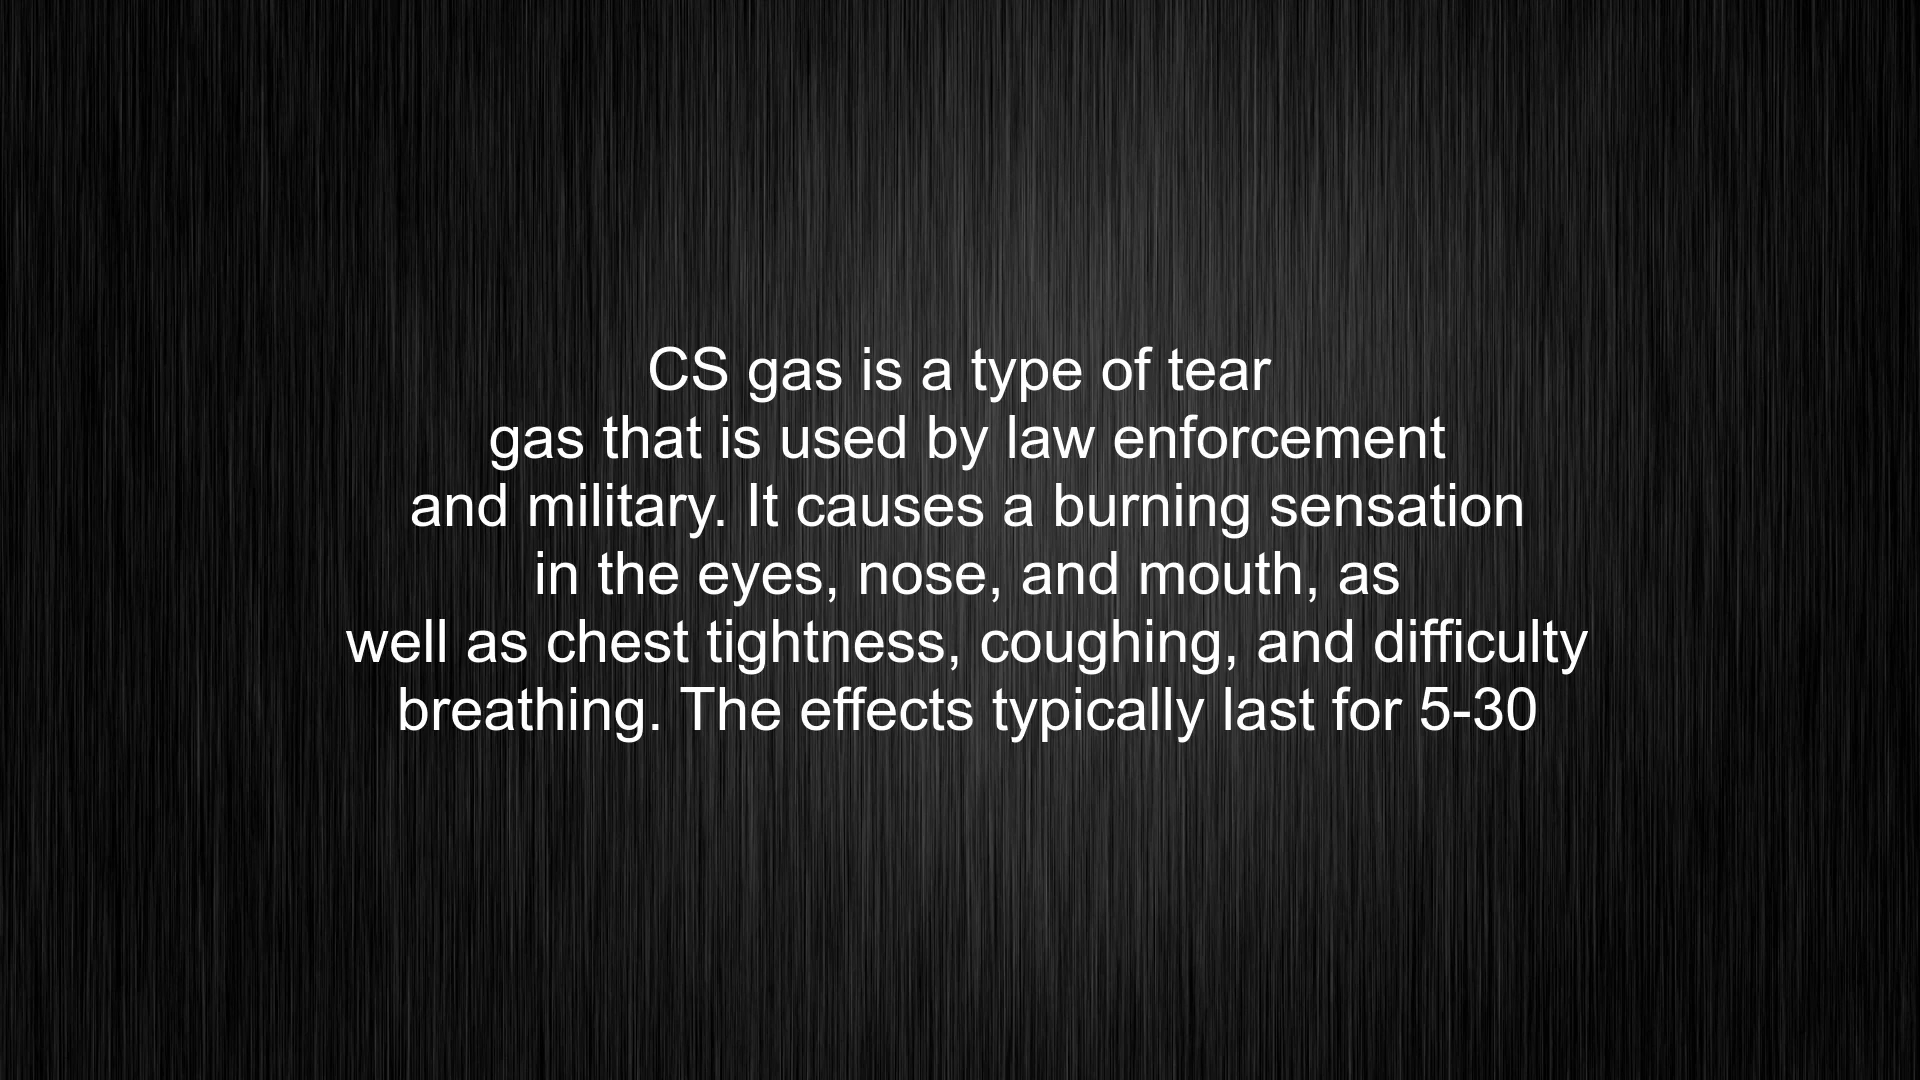 CS gas is a type of tear
gas that is used by law enforcement
and military. It causes a burning sensation
in the eyes, nose, and mouth, as
well as chest tightness, coughing, and difficulty
breathing. The effects typically last for 5-30